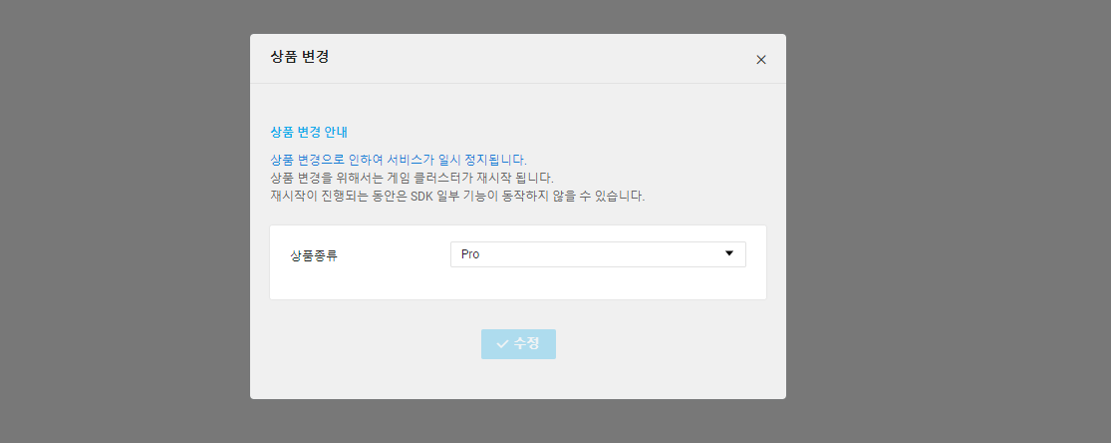 상품 변경
상품 변경 안내
상품 변경으로 인하여 서비스가 일시 정지됩니다.
상품 변경을 위해서는 게임 클러스터가 재시작 됩니다.
재시작이 진행되는 동안은 SDK 일부 기능이 동작하지 않을 수 있습니다.
상품종류
Pro
수정